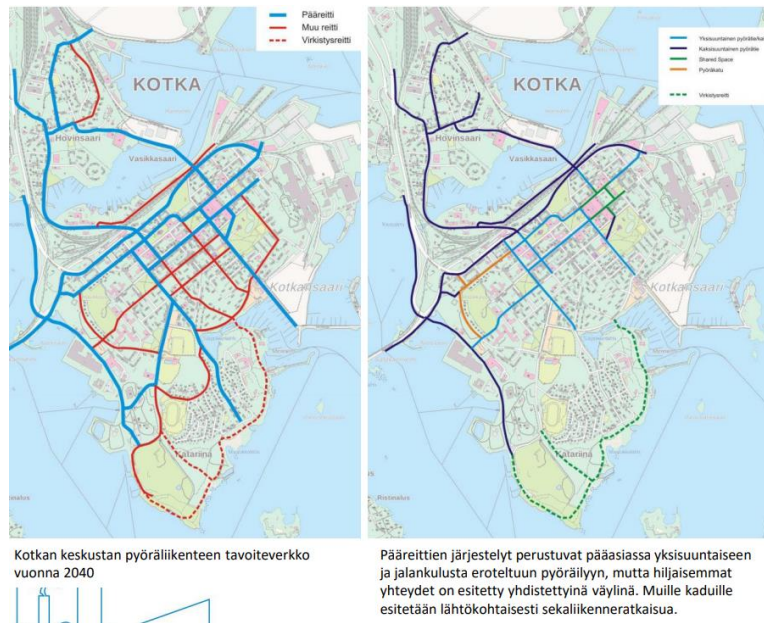 Pääreitti
Muu reitti
Virkistysreitti
KOTKA
Hovinsaari
Vasikkasaari
Kotkansaari
Katariina
Kotkan keskustan pyöräliikenteen tavoiteverkko
vuonna 2040
Yksisuuntainen pyörätie/kai
Kaksisuuntainen pyörätie
Shared Space
Pyöräkatu
Virkistysreitti
KOTKA
Hovinsaari
Vasikkasaari
Kotkansaari
Katariina
Pääreittien järjestelyt perustuvat pääasiassa yksisuuntaiseen
ja jalankulusta eroteltuun pyöräilyyn, mutta hiljaisemmat
yhteydet on esitetty yhdistettyinä väylinä. Muille kaduille
esitetään lähtökohtaisesti sekaliikenneratkaisua.